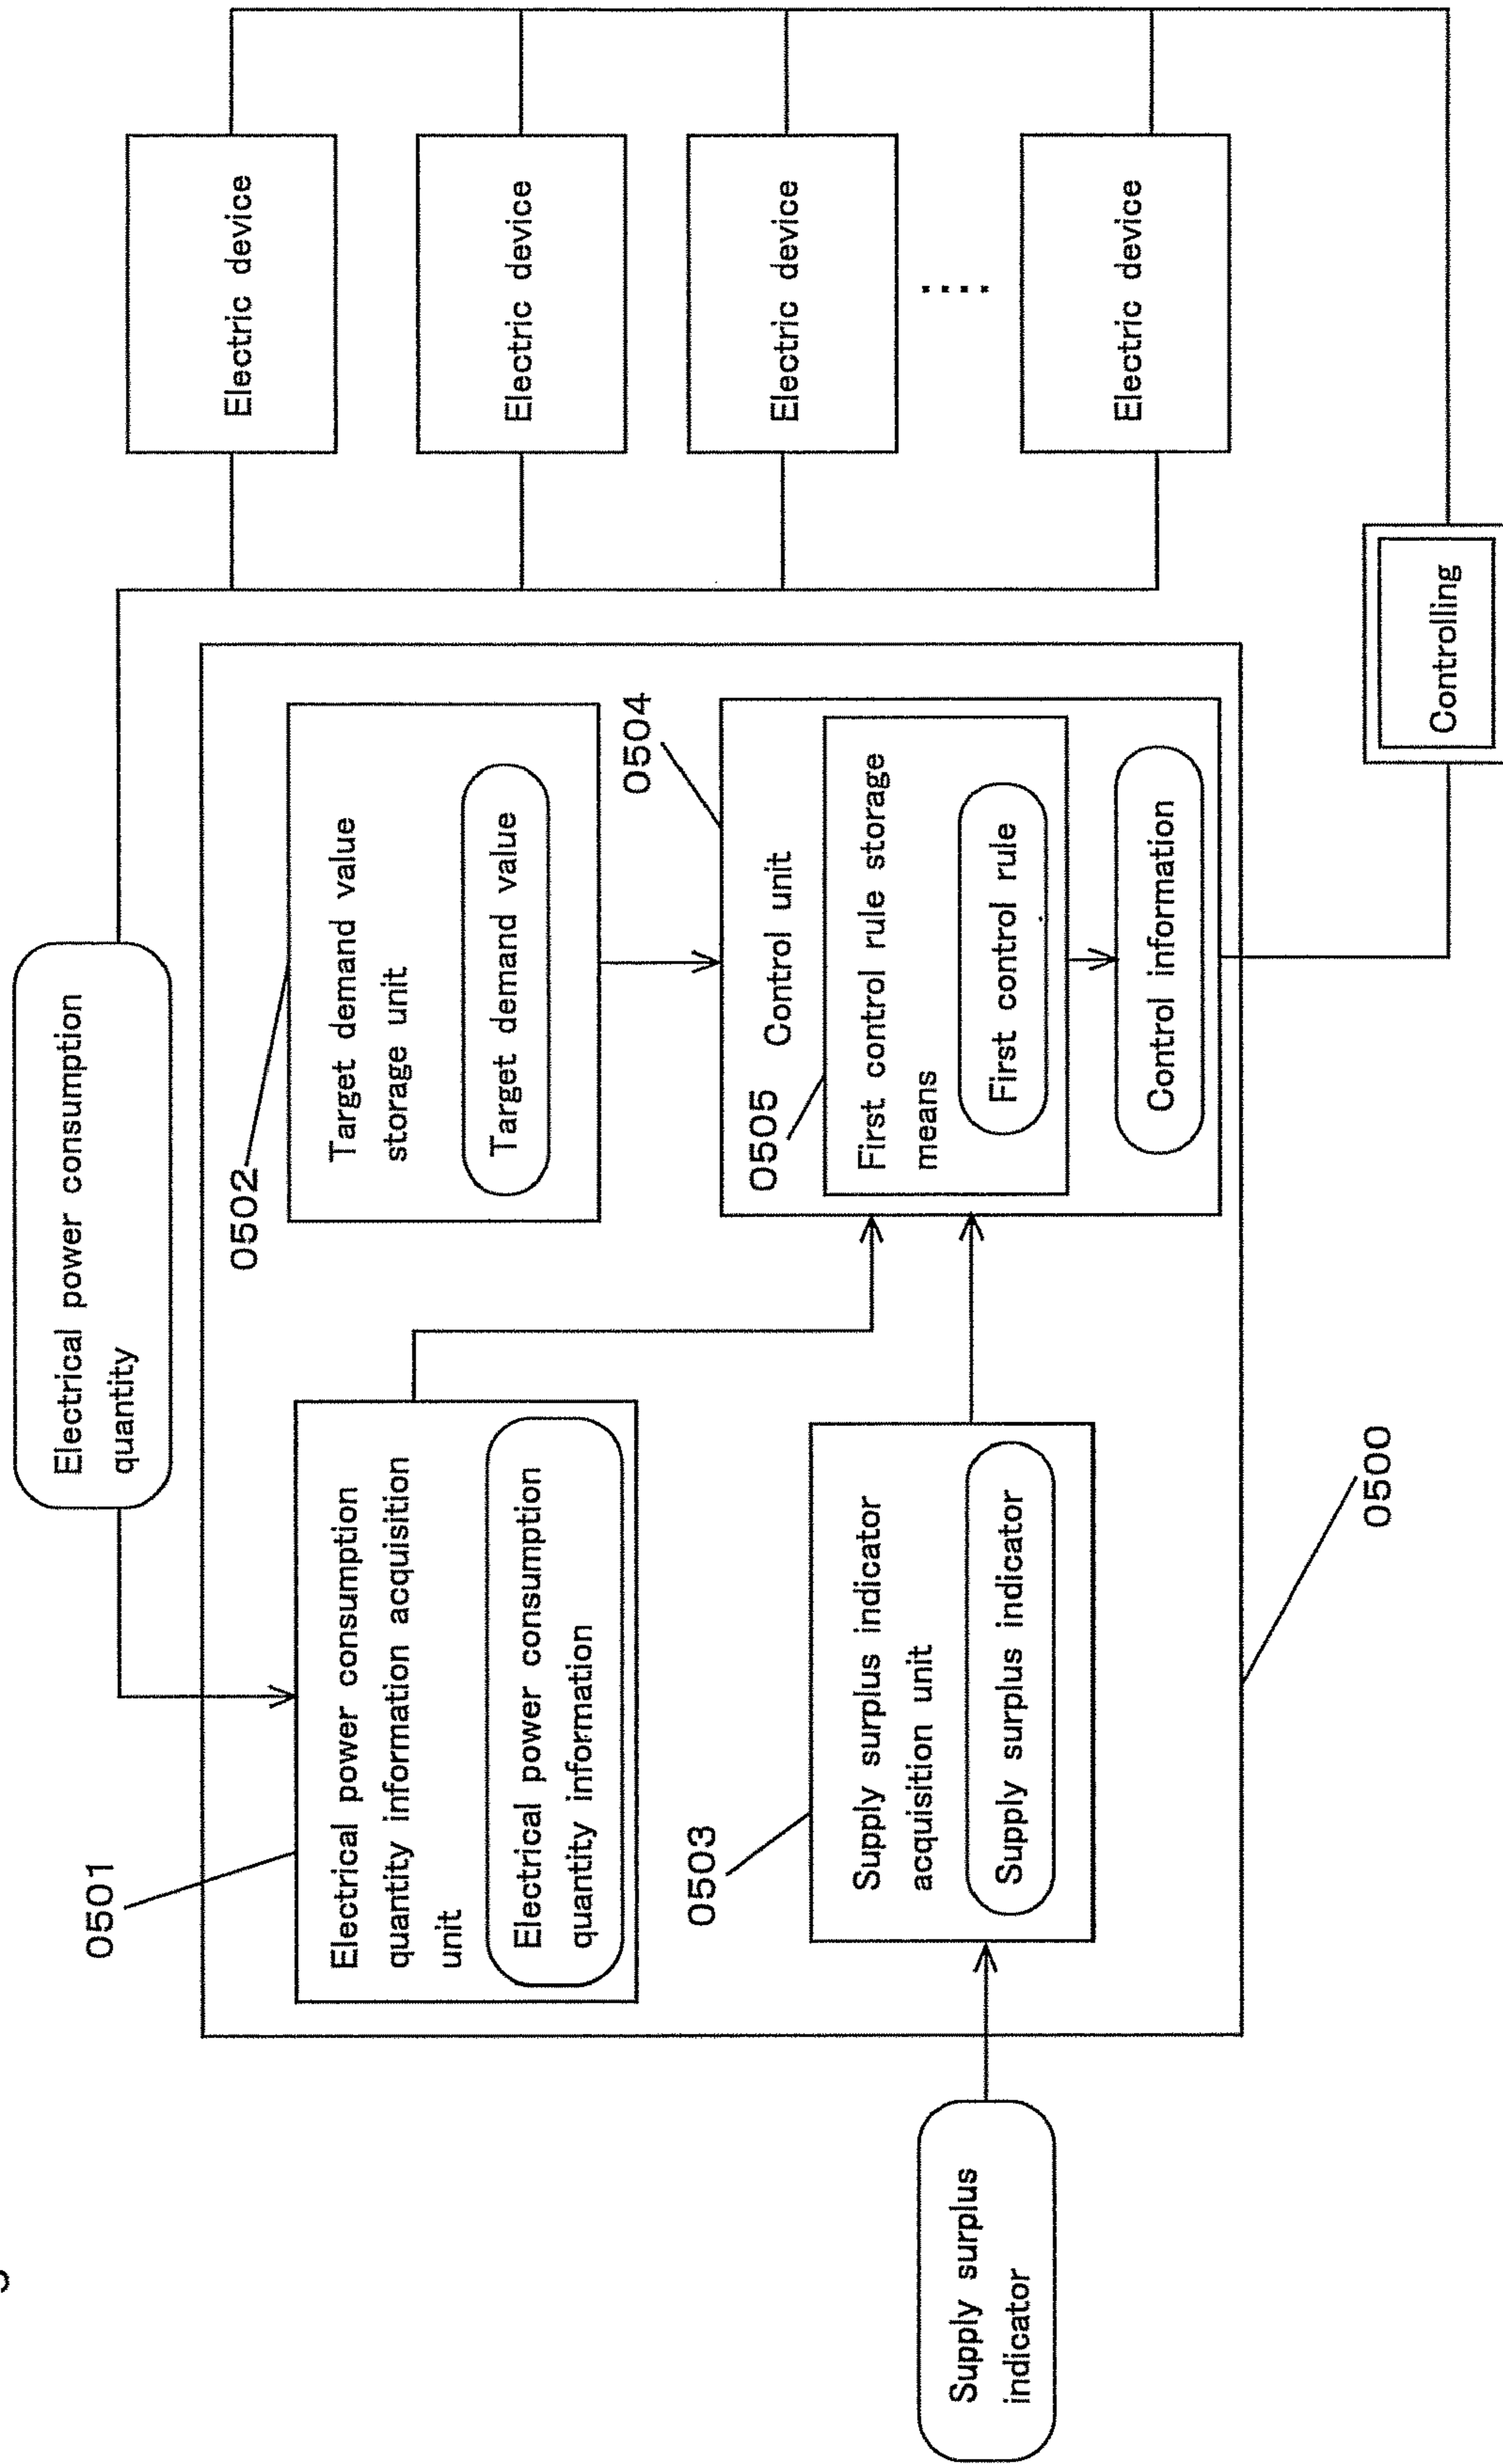 Electrical power consumption
quantity
0501
Electrical power consumption
quantity information acquisition
unit
Electrical power consumption
quantity information
0502
Target demand value
storage unit
Target demand value
Electric device
Electric device
Electric device
Electric device
0503
Supply surplus indicator
acquisition unit
Supply surplus indicator
0504
Control unit
0505
First control rule storage
means
First control rule
Control information
Supply surplus
indicator
0500
Controlling